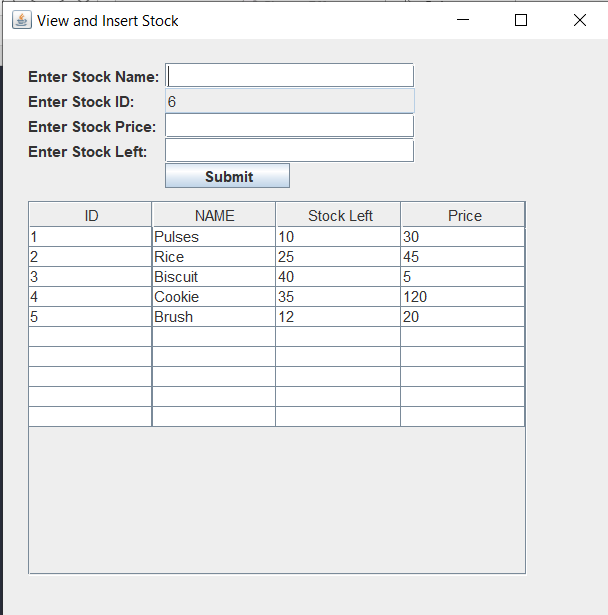 View and Insert Stock
Enter Stock Name:
Enter Stock ID: 6
Enter Stock Price:
Enter Stock Left:
Submit
ID NAME Stock Left Price
1 Pulses 10 30
2 Rice 25 45
3 Biscuit 40 5
4 Cookie 35 120
5 Brush 12 20